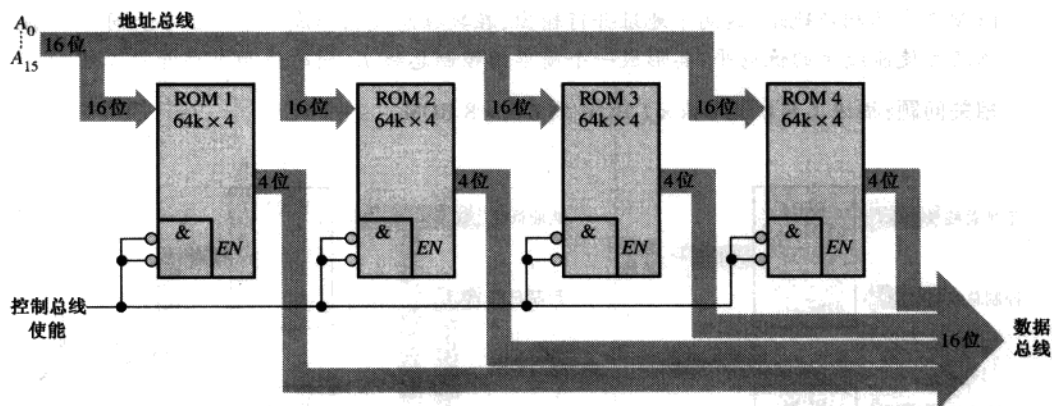 A₀
地址总线
16位
A₁₅
16位
ROM 1
64k × 4
16位
ROM 2
64k × 4
16位
ROM 3
64k × 4
16位
ROM 4
64k × 4
4位
4位
4位
4位
&
EN
&
EN
&
EN
&
EN
控制总线
使能
16位
数据
总线